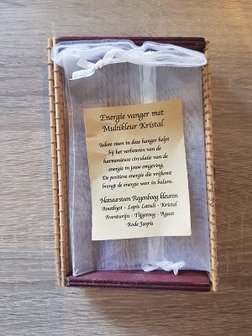 Energie vanger met
Multikleur Kristal
Iedere steen in deze hanger helpt
bij het verbeteren van de
harmonieuze circulatie van de
energie in jouw omgeving.
De positieve energie die vrijkomt
brengt de energie weer in balans.
Natuursteen Regenboog kleuren
Amethyst - Lapis Lazuli - Kristal
Aventurijn - Tijgeroog - Agaat
Rode Jaspis